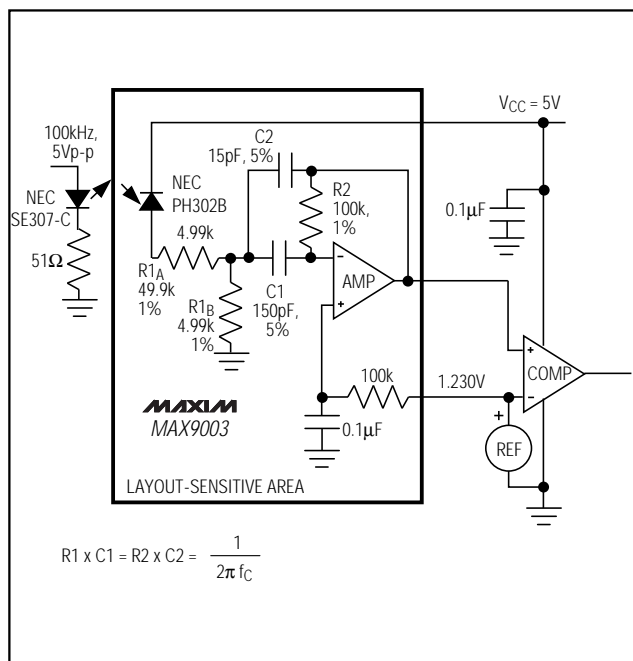 100kHz,
5Vp-p
NEC
SE307-C
51Ω
NEC
PH302B
4.99k
R1A
49.9k
1%
R1B
4.99k
1%
C2
15pF, 5%
R2
100k,
1%
C1
150pF,
5%
-
AMP
+
VCC = 5V
0.1µF
100k
1.230V
0.1µF
+
COMP
-
+
REF
MAXIM
MAX9003
LAYOUT-SENSITIVE AREA
R1 x C1 = R2 x C2 = 1
2π fC